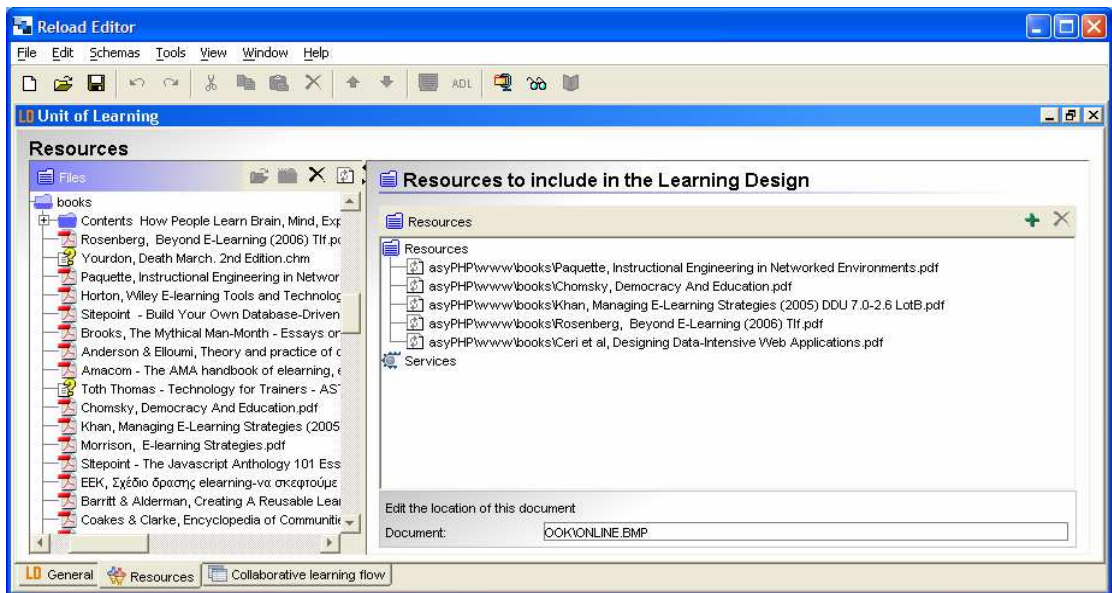 Reload Editor
File Edit Schemas Tools View Window Help
ADL
LD Unit of Learning
Resources
Files
books
Contents How People Learn Brain, Mind, Exp
Rosenberg, Beyond E-Learning (2006) Tlf.pd
Yourdon, Death March. 2nd Edition.chm
Paquette, Instructional Engineering in Networ
Horton, Wiley E-learning Tools and Technolog
Sitepoint - Build Your Own Database-Driven
Brooks, The Mythical Man-Month - Essays on
Anderson & Elloumi, Theory and practice of
Amacom - The AMA handbook of elearning,
Toth Thomas - Technology for Trainers - AS
Chomsky, Democracy And Education.pdf
Khan, Managing E-Learning Strategies (2005
Morrison, E-learning Strategies.pdf
Sitepoint - The Javascript Anthology 101 Ess
ΕΕΚ, Σχέδιο δρασης elearning-να σκεφτούμε
Barritt & Alderman, Creating A Reusable Lear
Coakes & Clarke, Encyclopedia of Communitie
Resources to include in the Learning Design
Resources
Resources
asyPHP\www\books\Paquette, Instructional Engineering in Networked Environments.pdf
asyPHP\www\books\Chomsky, Democracy And Education.pdf
asyPHP\www\books\Khan, Managing E-Learning Strategies (2005) DDU 7.0-2.6 LotB.pdf
asyPHP\www\books\Rosenberg, Beyond E-Learning (2006) Tlf.pdf
asyPHP\www\books\Ceri et al, Designing Data-Intensive Web Applications.pdf
Services
Edit the location of this document
Document: OOK\ONLINE.BMP
LD General Resources Collaborative learning flow